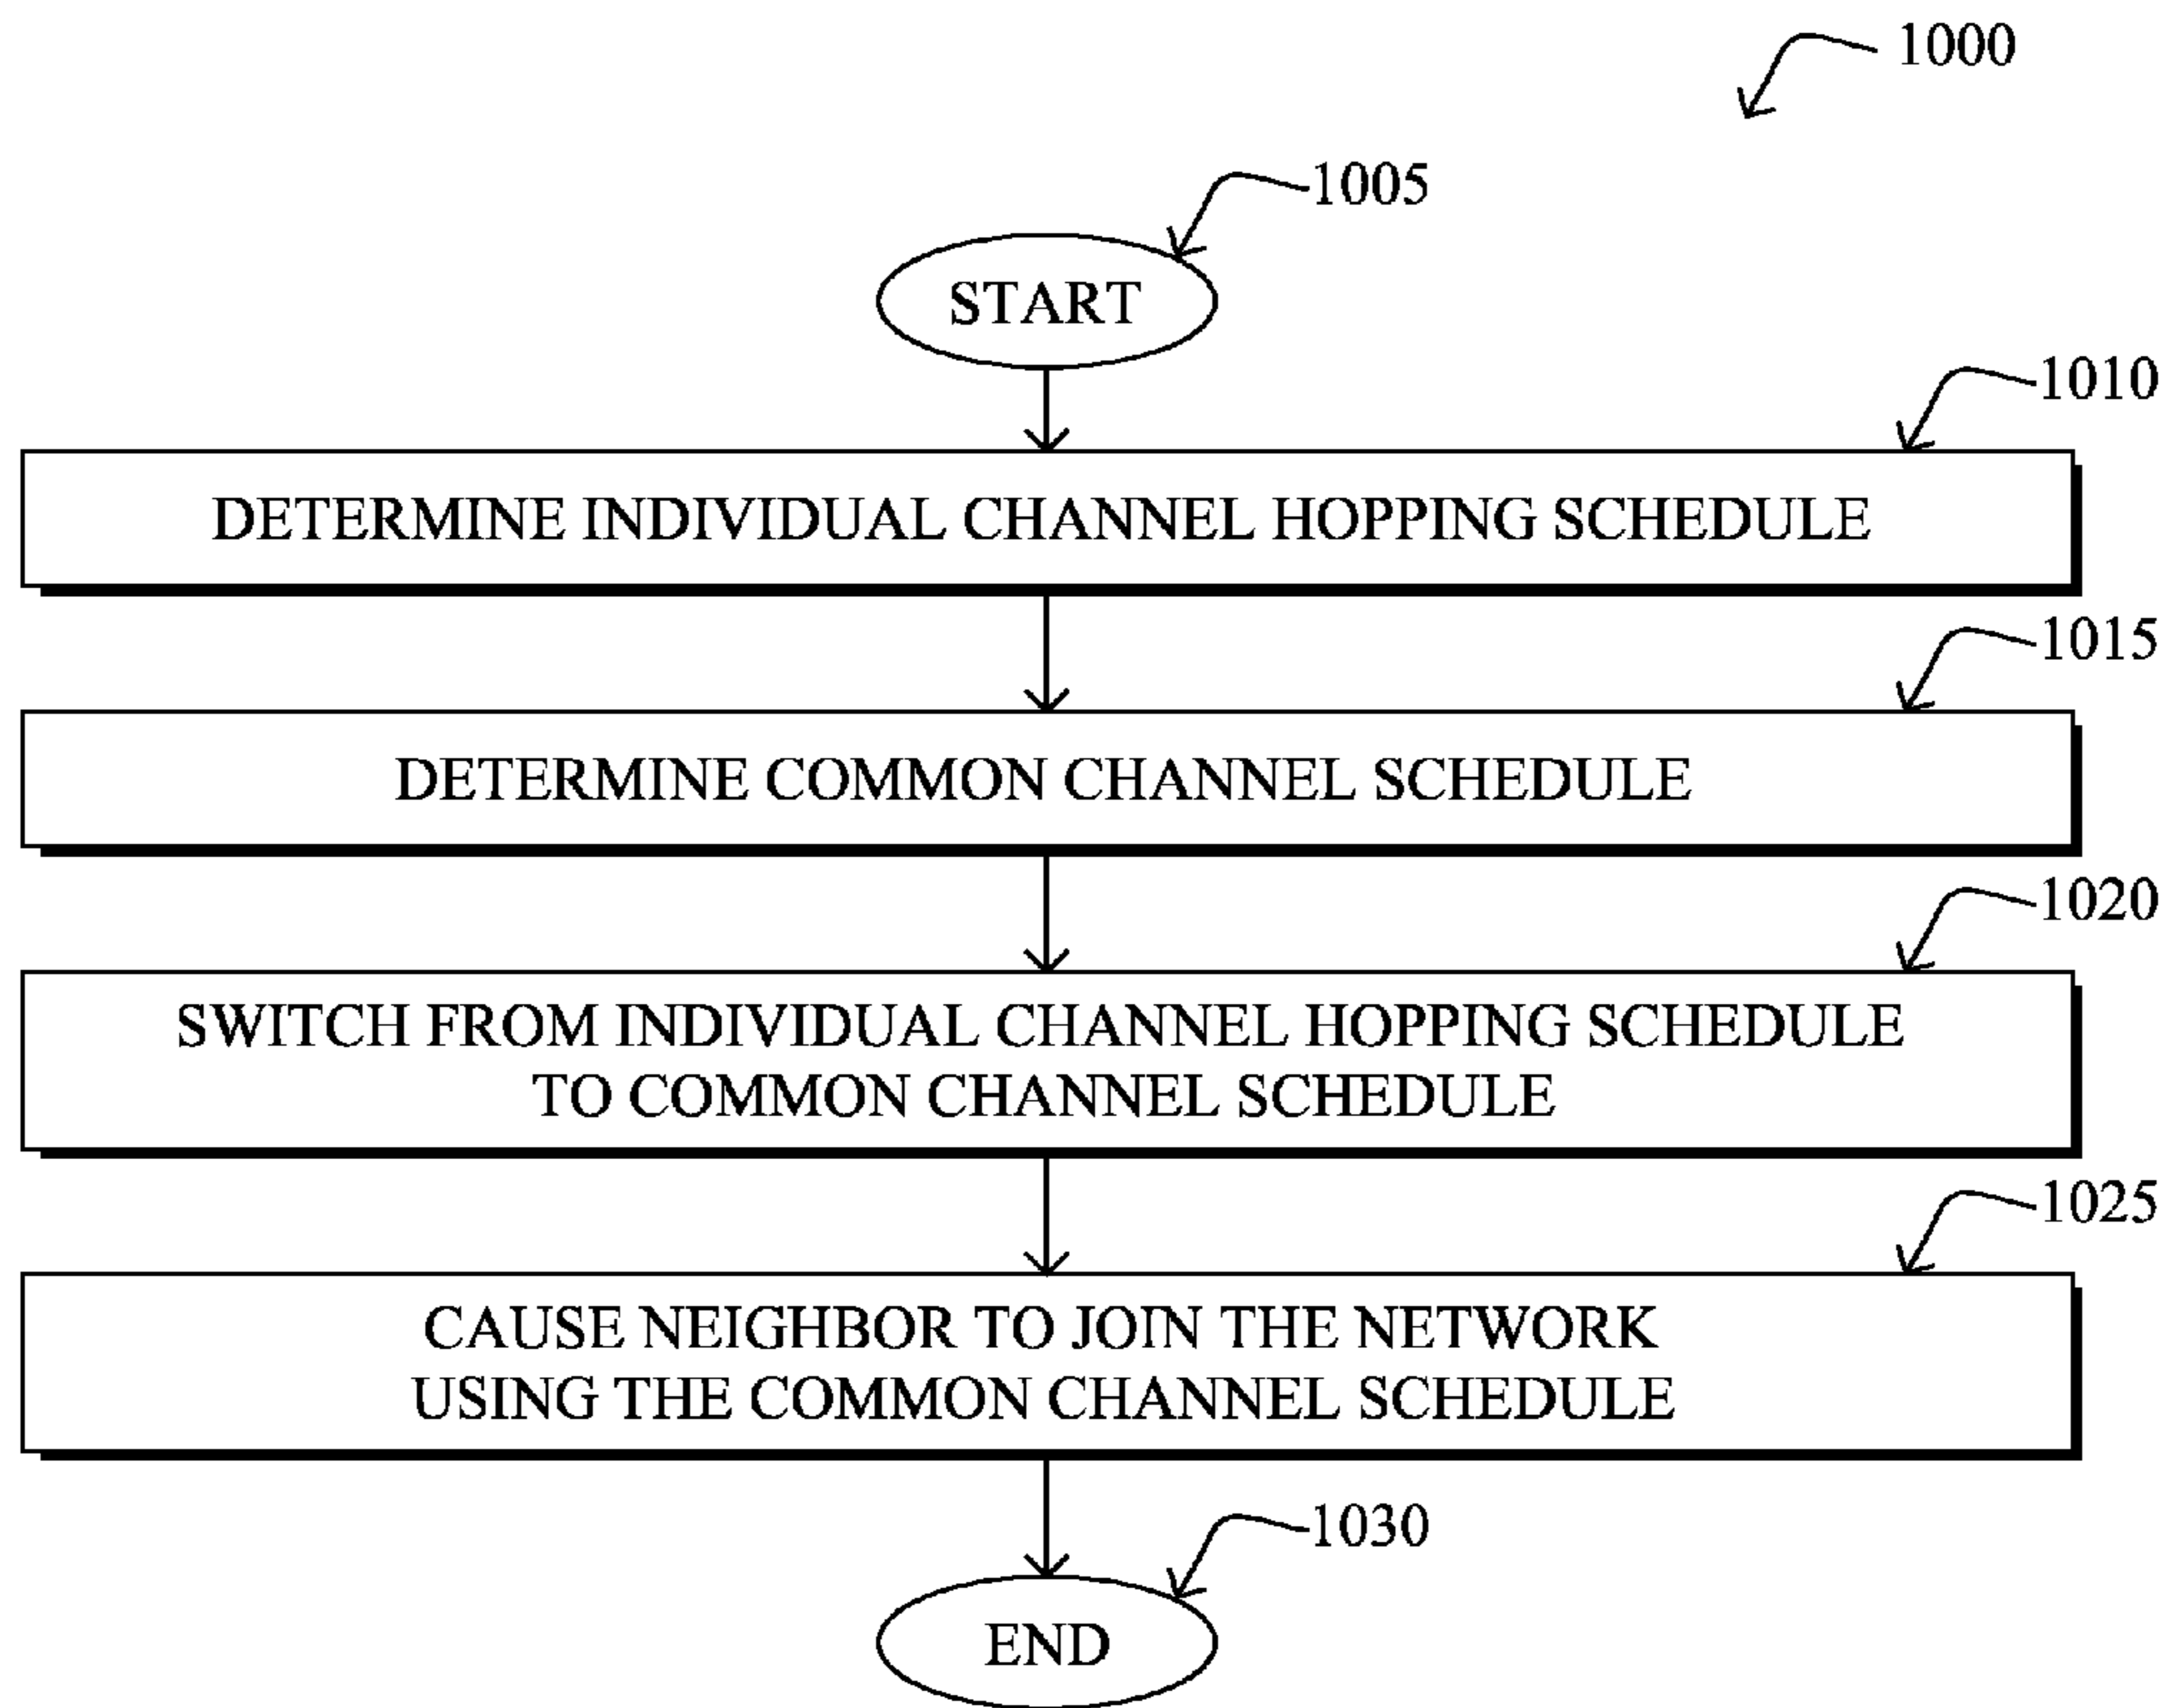 1000
1005
START
1010
DETERMINE INDIVIDUAL CHANNEL HOPPING SCHEDULE
1015
DETERMINE COMMON CHANNEL SCHEDULE
1020
SWITCH FROM INDIVIDUAL CHANNEL HOPPING SCHEDULE
TO COMMON CHANNEL SCHEDULE
1025
CAUSE NEIGHBOR TO JOIN THE NETWORK
USING THE COMMON CHANNEL SCHEDULE
1030
END